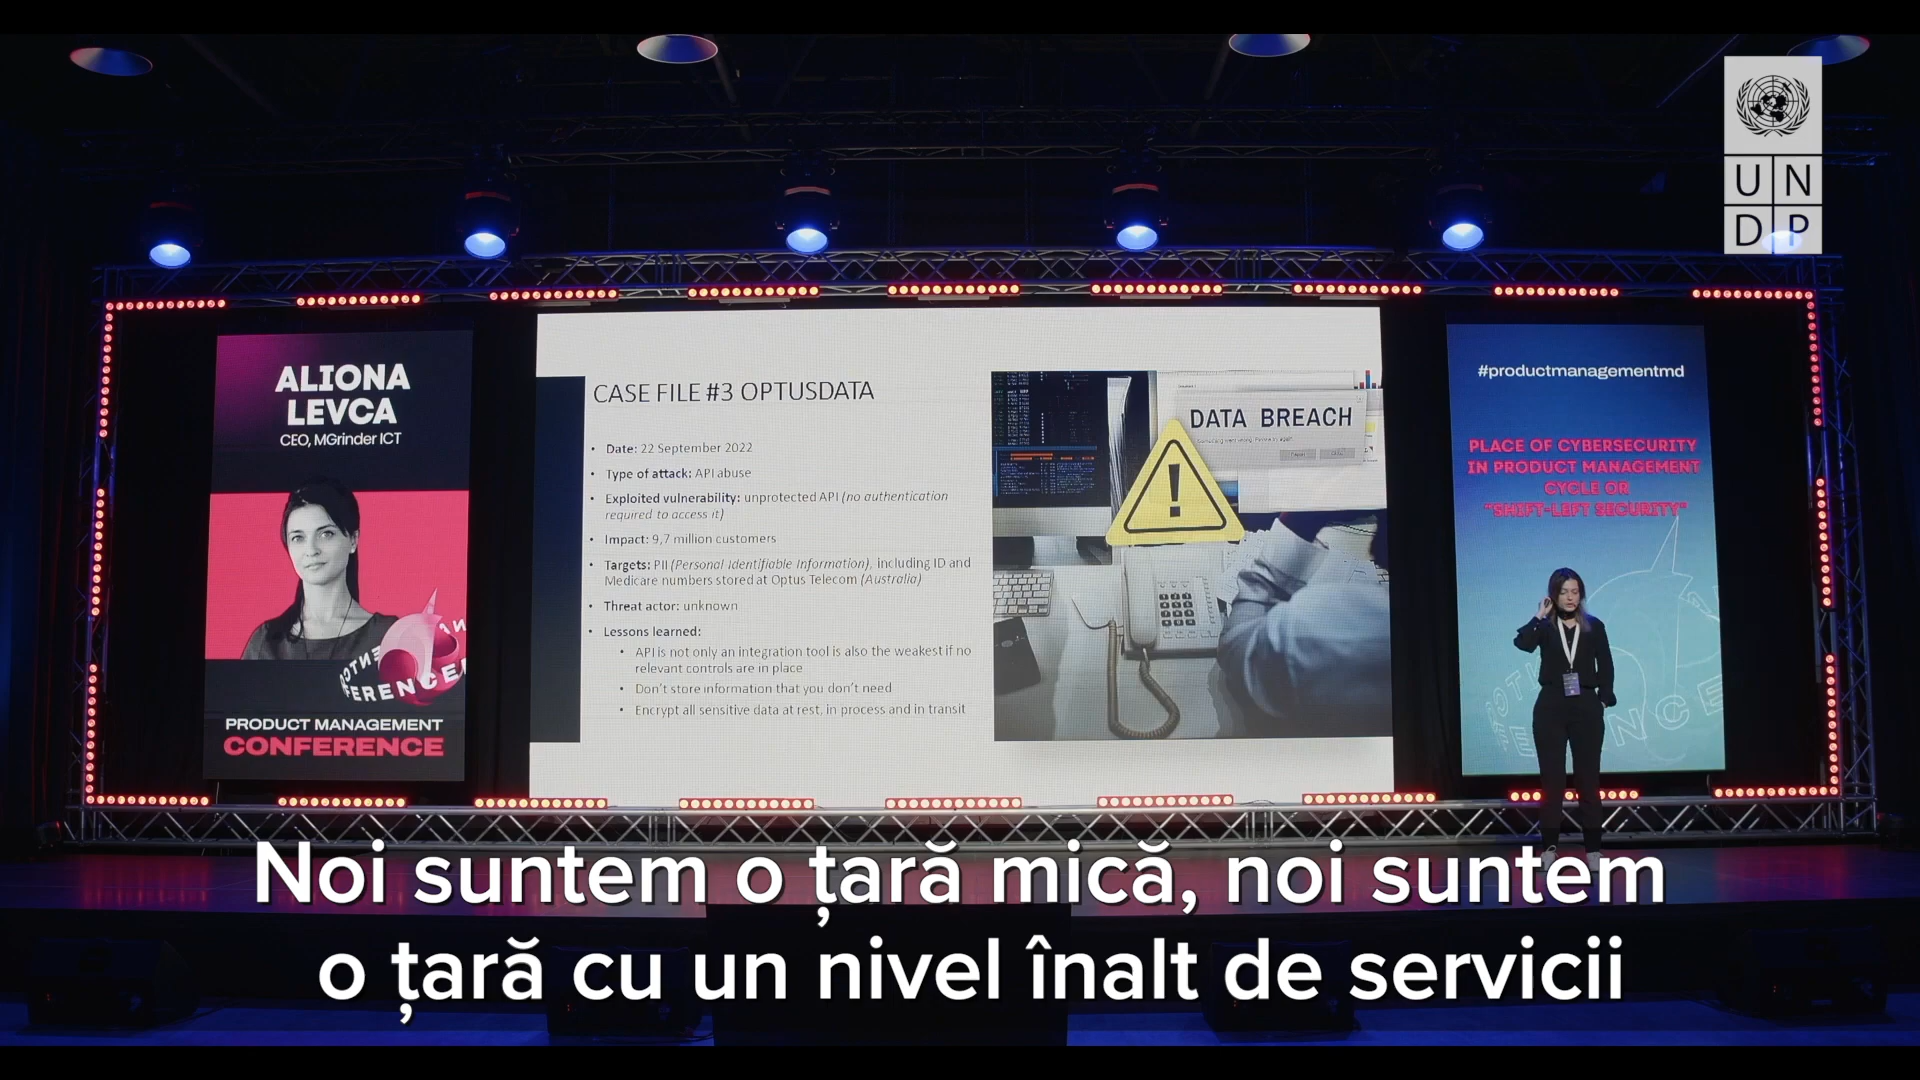 UN
DP
ALIONA
LEVCA
CEO, MGrinder ICT
PRODUCT MANAGEMENT
CONFERENCE
CASE FILE #3 OPTUSDATA
• Date: 22 September 2022
• Type of attack: API abuse
• Exploited vulnerability: unprotected API (no authentication
required to access it)
• Impact: 9,7 million customers
• Targets: PII (Personal Identifiable Information), including ID and
Medicare numbers stored at Optus Telecom (Australia)
• Threat actor: unknown
• Lessons learned:
• API is not only an integration tool is also the weakest if no
relevant controls are in place
• Don't store information that you don't need
• Encrypt all sensitive data at rest, in process and in transit
DATA BREACH
#productmanagementmd
PLACE OF CYBERSECURITY
IN PRODUCT MANAGEMENT
CYCLE OR
"SHIFT-LEFT SECURITY"
Noi suntem o țară mică, noi suntem
o țară cu un nivel înalt de servicii